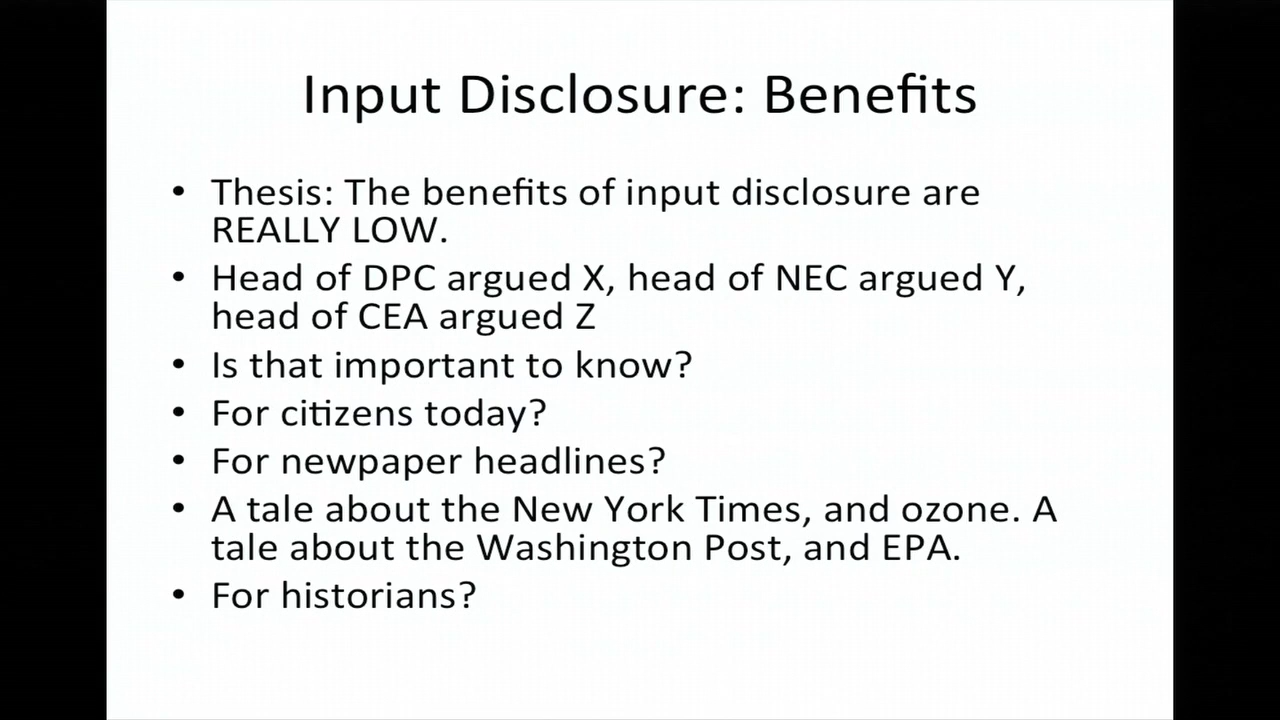 Input Disclosure: Benefits
• Thesis: The benefits of input disclosure are
REALLY LOW.
• Head of DPC argued X, head of NEC argued Y,
head of CEA argued Z
• Is that important to know?
• For citizens today?
• For newpaper headlines?
• A tale about the New York Times, and ozone. A
tale about the Washington Post, and EPA.
• For historians?